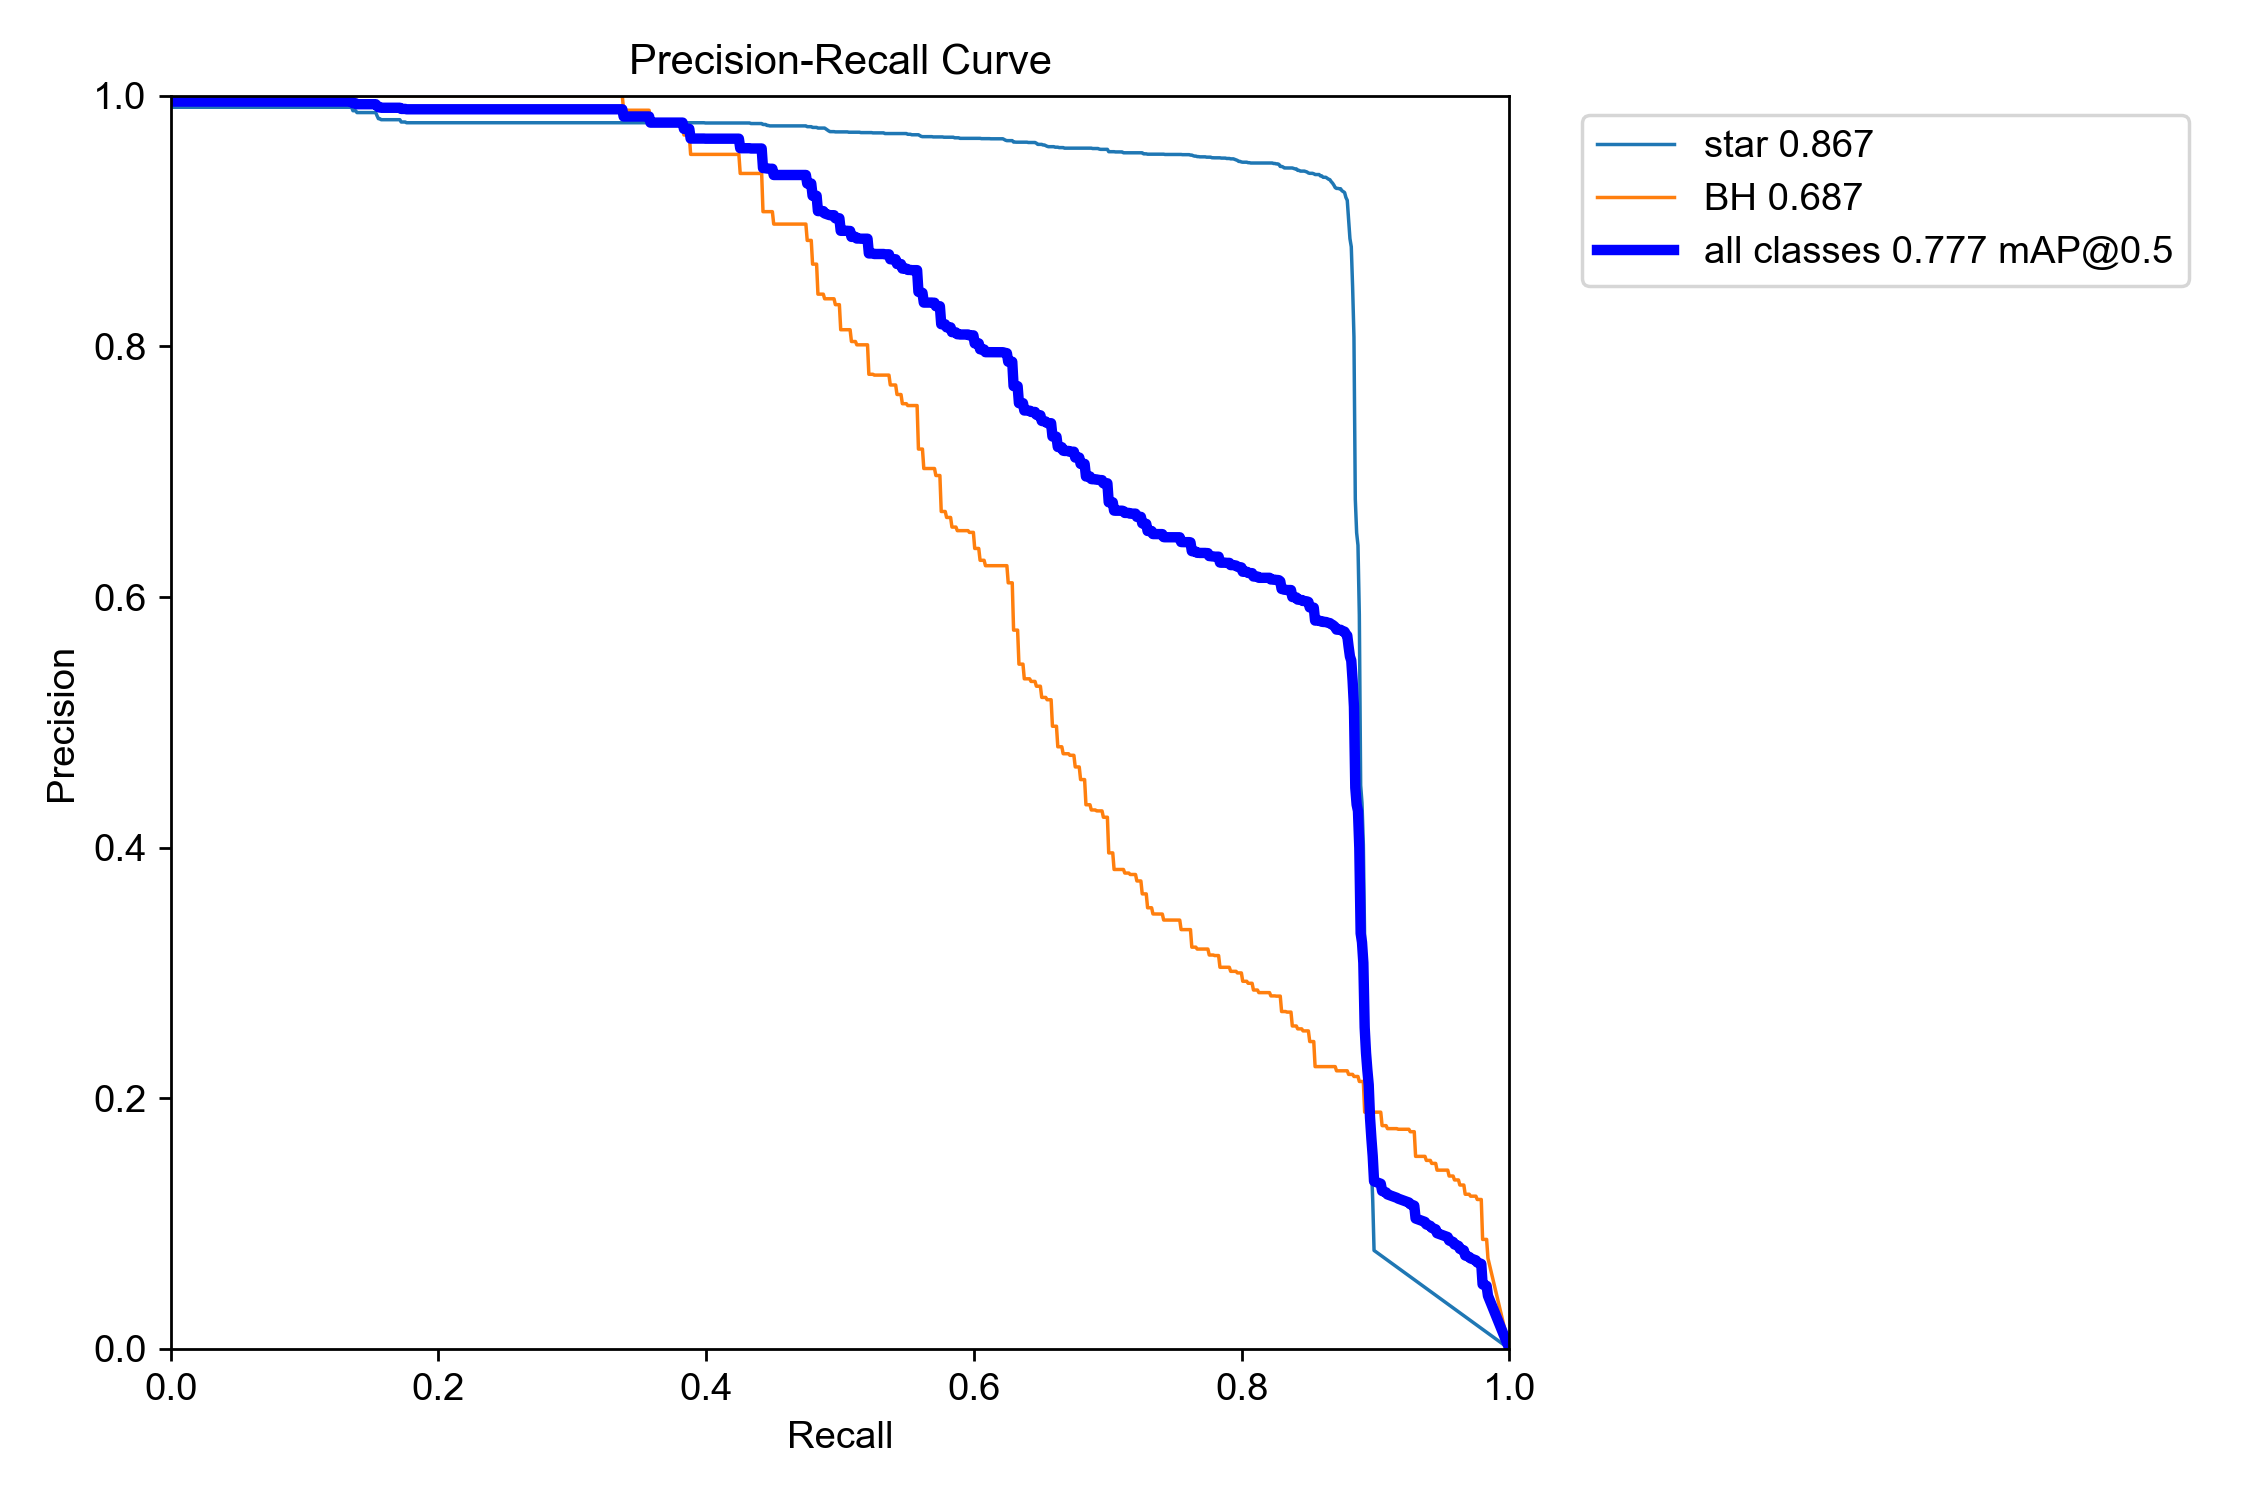 Precision-Recall Curve
1.0
0.8
0.6
0.4
0.2
0.0
Precision
0.0 0.2 0.4 0.6 0.8 1.0
Recall
star 0.867
BH 0.687
all classes 0.777 mAP@0.5